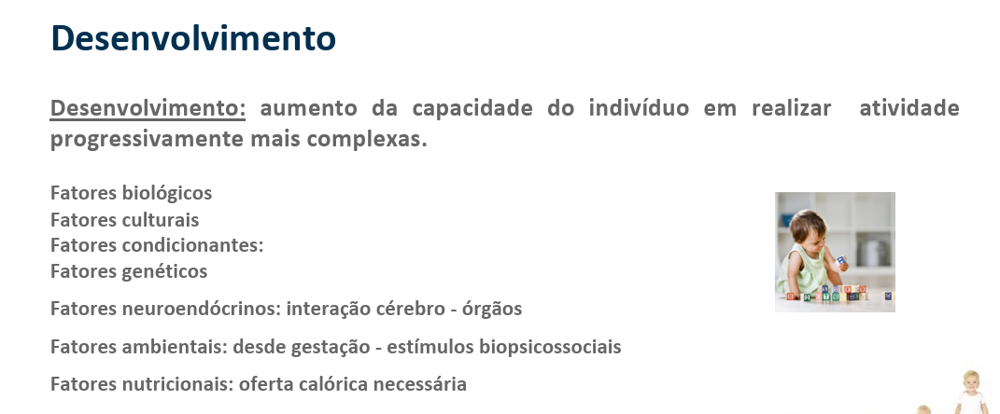 Desenvolvimento
Desenvolvimento: aumento da capacidade do indivíduo em realizar atividade
progressivamente mais complexas.
Fatores biológicos
Fatores culturais
Fatores condicionantes:
Fatores genéticos
Fatores neuroendócrinos: interação cérebro - órgãos
Fatores ambientais: desde gestação - estímulos biopsicossociais
Fatores nutricionais: oferta calórica necessária